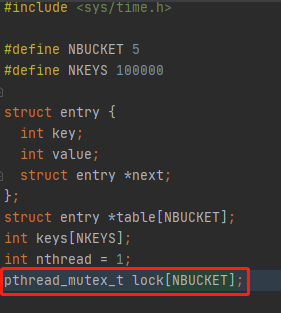 #include <sys/time.h>
#define NBUCKET 5
#define NKEYS 100000
struct entry {
int key;
int value;
struct entry *next;
};
struct entry *table[NBUCKET];
int keys[NKEYS];
int nthread = 1;
pthread_mutex_t lock[NBUCKET];